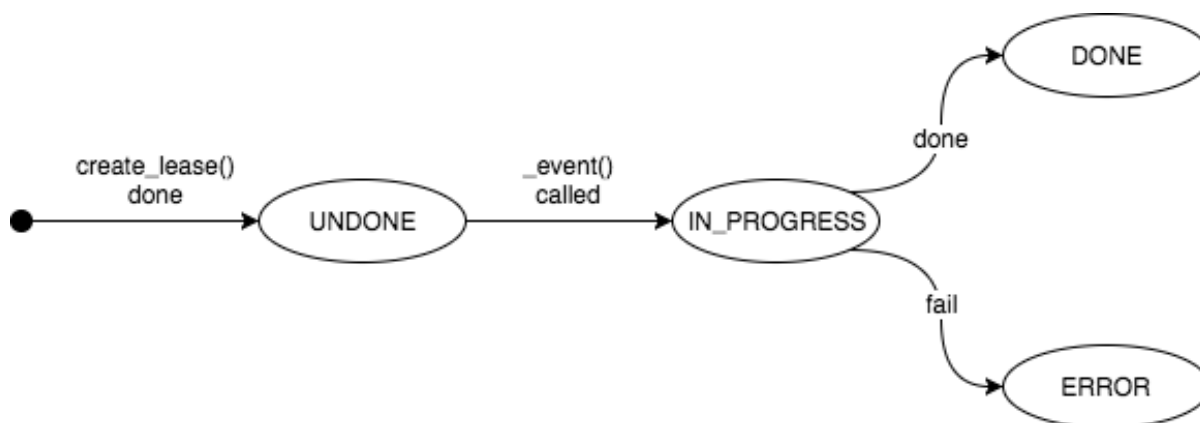 create_lease()
done
UNDONE
_event()
called
IN_PROGRESS
done
DONE
fail
ERROR